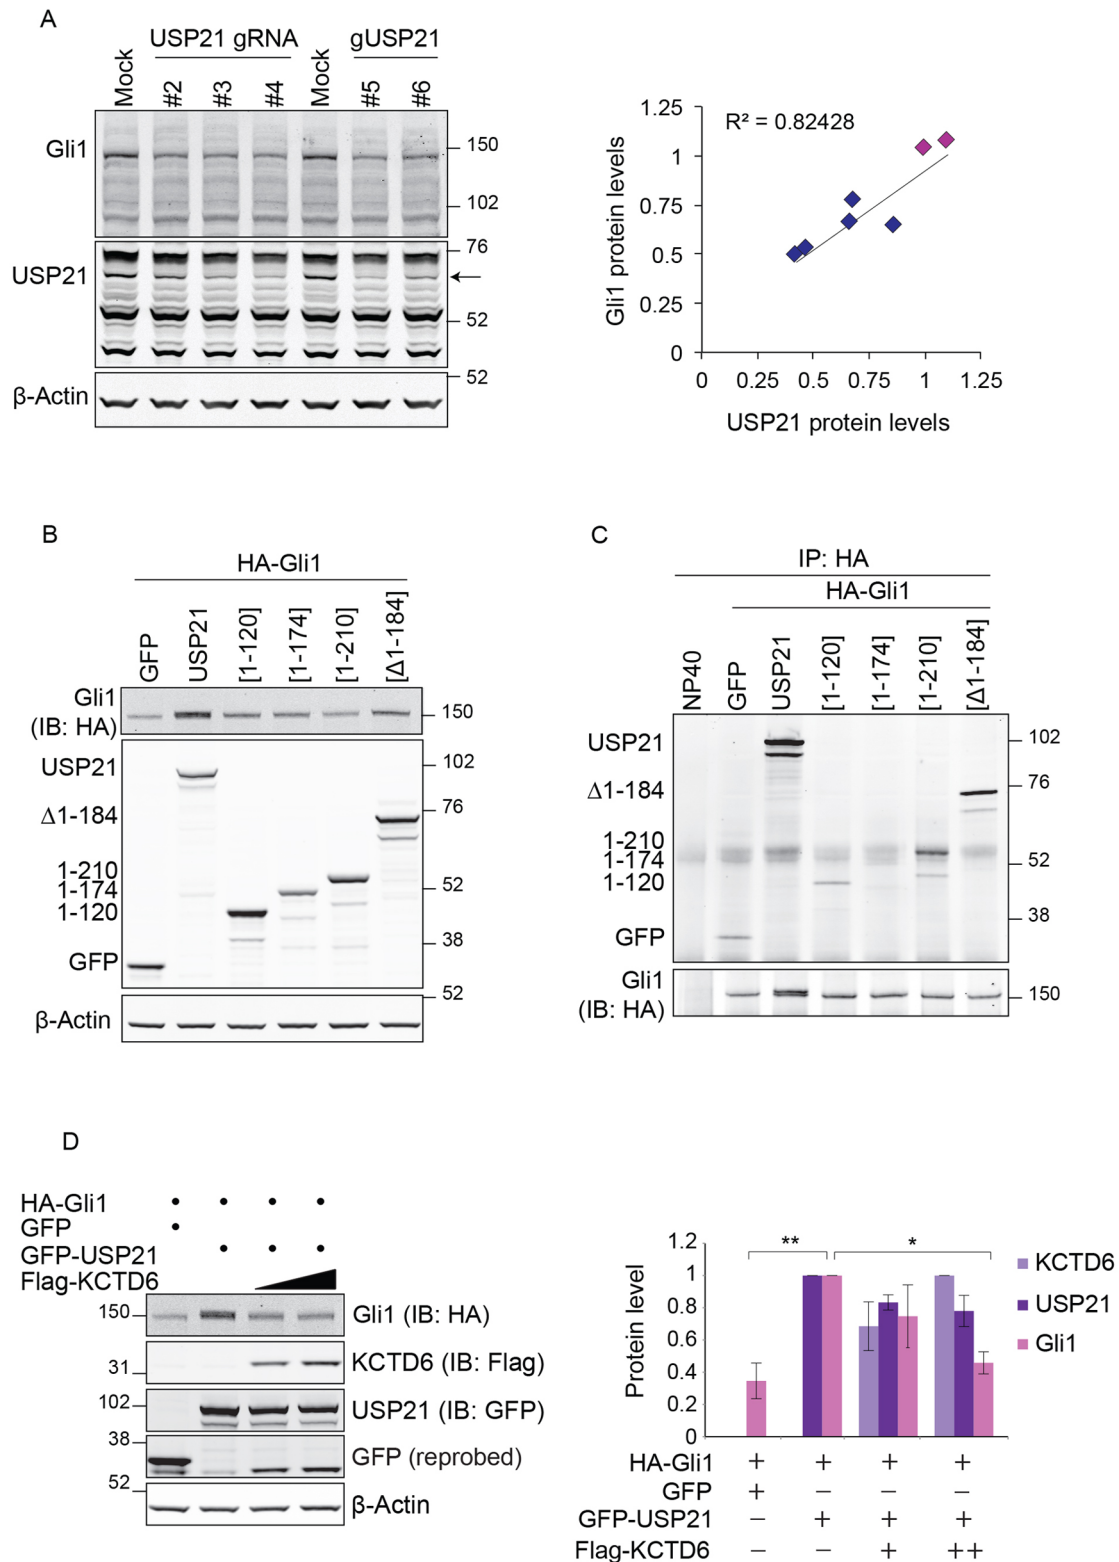 A
USP21 gRNA
gUSP21
Mock
#2
#3
#4
Mock
#5
#6
Gli1
150
102
USP21
76
52
β-Actin
52
1.25
1
0.75
0.5
0.25
0
R² = 0.82428
Gli1 protein levels
0 0.25 0.5 0.75 1 1.25
USP21 protein levels
B
HA-Gli1
GFP
USP21
[1-120]
[1-174]
[1-210]
[Δ1-184]
Gli1
(IB: HA)
150
USP21
Δ1-184
1-210
1-174
1-120
GFP
102
76
52
38
β-Actin
52
C
IP: HA
HA-Gli1
NP40
GFP
USP21
[1-120]
[1-174]
[1-210]
[Δ1-184]
USP21
Δ1-184
1-210
1-174
1-120
GFP
102
76
52
38
Gli1
(IB: HA)
150
D
HA-Gli1
GFP
GFP-USP21
Flag-KCTD6
150
Gli1 (IB: HA)
31
KCTD6 (IB: Flag)
102
USP21 (IB: GFP)
38
GFP (reprobed)
52
β-Actin
1.2
1
0.8
0.6
0.4
0.2
0
Protein level
**
*
KCTD6
USP21
Gli1
HA-Gli1 + + + +
GFP + − − −
GFP-USP21 − + + +
Flag-KCTD6 − − + ++